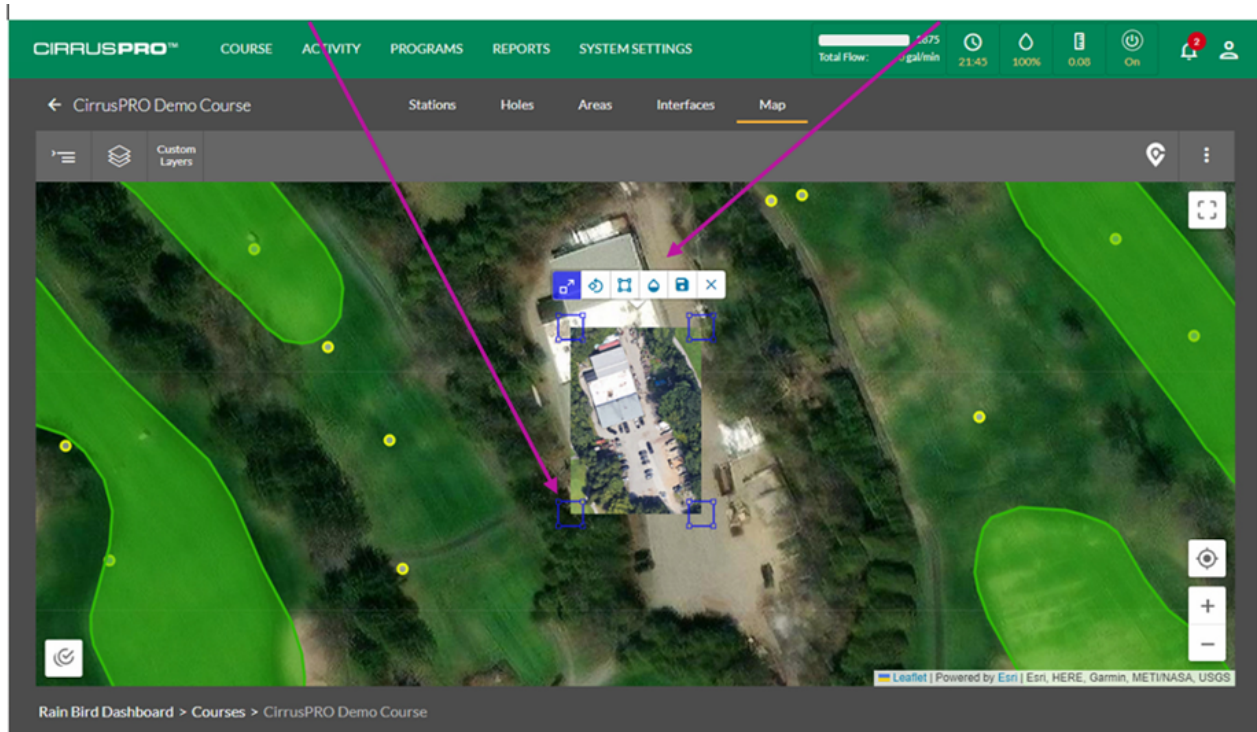 CIRRUSPRO™ COURSE ACTIVITY PROGRAMS REPORTS SYSTEM SETTINGS
Total Flow: gal/min 21:45 100% 0.08 On 2
CirrusPRO Demo Course Stations Holes Areas Interfaces Map
Custom
Layers
Leaflet | Powered by Esri | Esri, HERE, Garmin, METI/NASA, USGS
Rain Bird Dashboard > Courses > CirrusPRO Demo Course